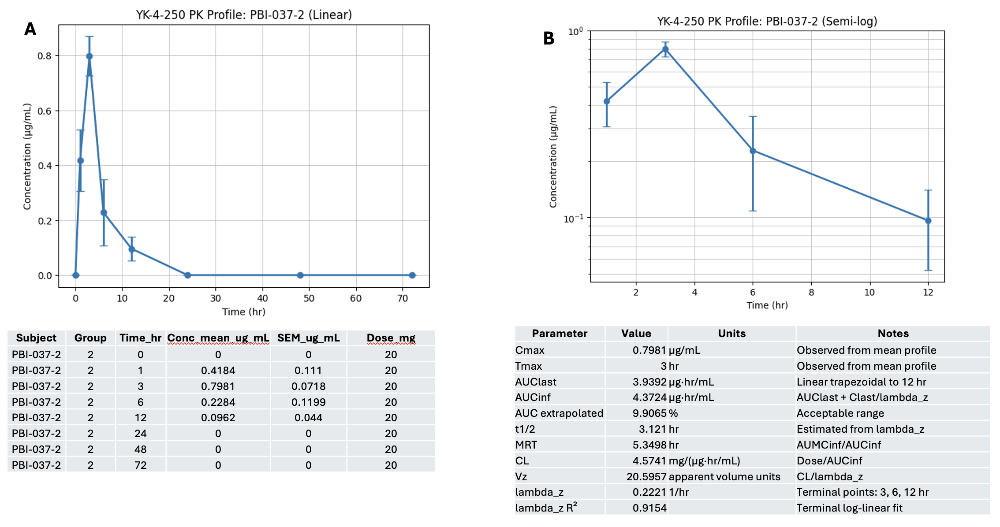 A
YK-4-250 PK Profile: PBI-037-2 (Linear)
Concentration (µg/mL)
0.8
0.6
0.4
0.2
0.0
0 10 20 30 40 50 60 70
Time (hr)
B
YK-4-250 PK Profile: PBI-037-2 (Semi-log)
Concentration (µg/mL)
10⁰
10⁻¹
2 4 6 8 10 12
Time (hr)
Subject Group Time_hr Conc_mean_ug_mL SEM_ug_mL Dose_mg
PBI-037-2 2 0 0 0 20
PBI-037-2 2 1 0.4184 0.111 20
PBI-037-2 2 3 0.7981 0.0718 20
PBI-037-2 2 6 0.2284 0.1199 20
PBI-037-2 2 12 0.0962 0.044 20
PBI-037-2 2 24 0 0 20
PBI-037-2 2 48 0 0 20
PBI-037-2 2 72 0 0 20
Parameter Value Units Notes
Cmax 0.7981 µg/mL Observed from mean profile
Tmax 3 hr Observed from mean profile
AUClast 3.9392 µg·hr/mL Linear trapezoidal to 12 hr
AUCinf 4.3724 µg·hr/mL AUClast + Clast/lambda_z
AUC extrapolated 9.9065 % Acceptable range
t1/2 3.121 hr Estimated from lambda_z
MRT 5.3498 hr AUMCinf/AUCinf
CL 4.5741 mg/(µg·hr/mL) Dose/AUCinf
Vz 20.5957 apparent volume units CL/lambda_z
lambda_z 0.2221 1/hr Terminal points: 3, 6, 12 hr
lambda_z R² 0.9154 Terminal log-linear fit